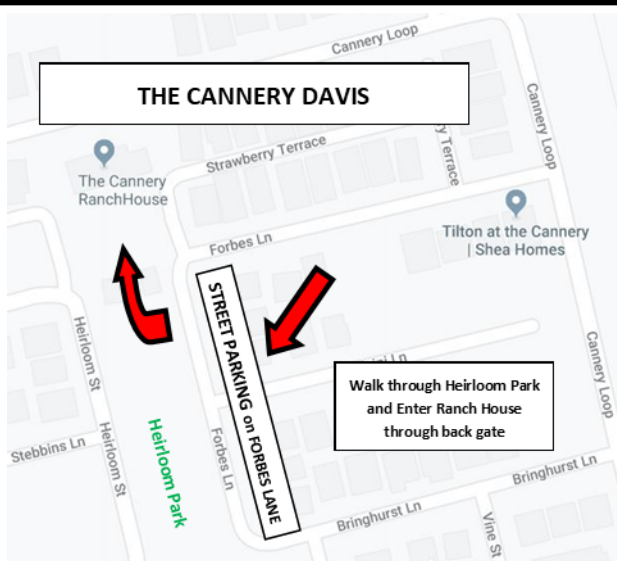 Cannery Loop
THE CANNERY DAVIS
Strawberry Terrace
Terrace
Cannery Loop
The Cannery
RanchHouse
Tilton at the Cannery
| Shea Homes
Forbes Ln
STREET PARKING on FORBES LANE
Heirloom St
Ln
Walk through Heirloom Park
and Enter Ranch House
through back gate
Cannery Loop
Stebbins Ln
Heirloom St
Heirloom Park
Forbes Ln
Bringhurst Ln
Bringhurst Ln
Vine St